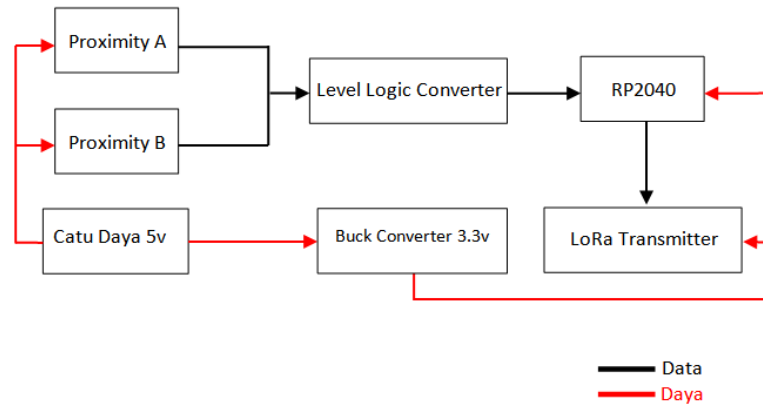 Proximity A
Level Logic Converter
RP2040
Proximity B
Catu Daya 5v
Buck Converter 3.3v
LoRa Transmitter
Data
Daya